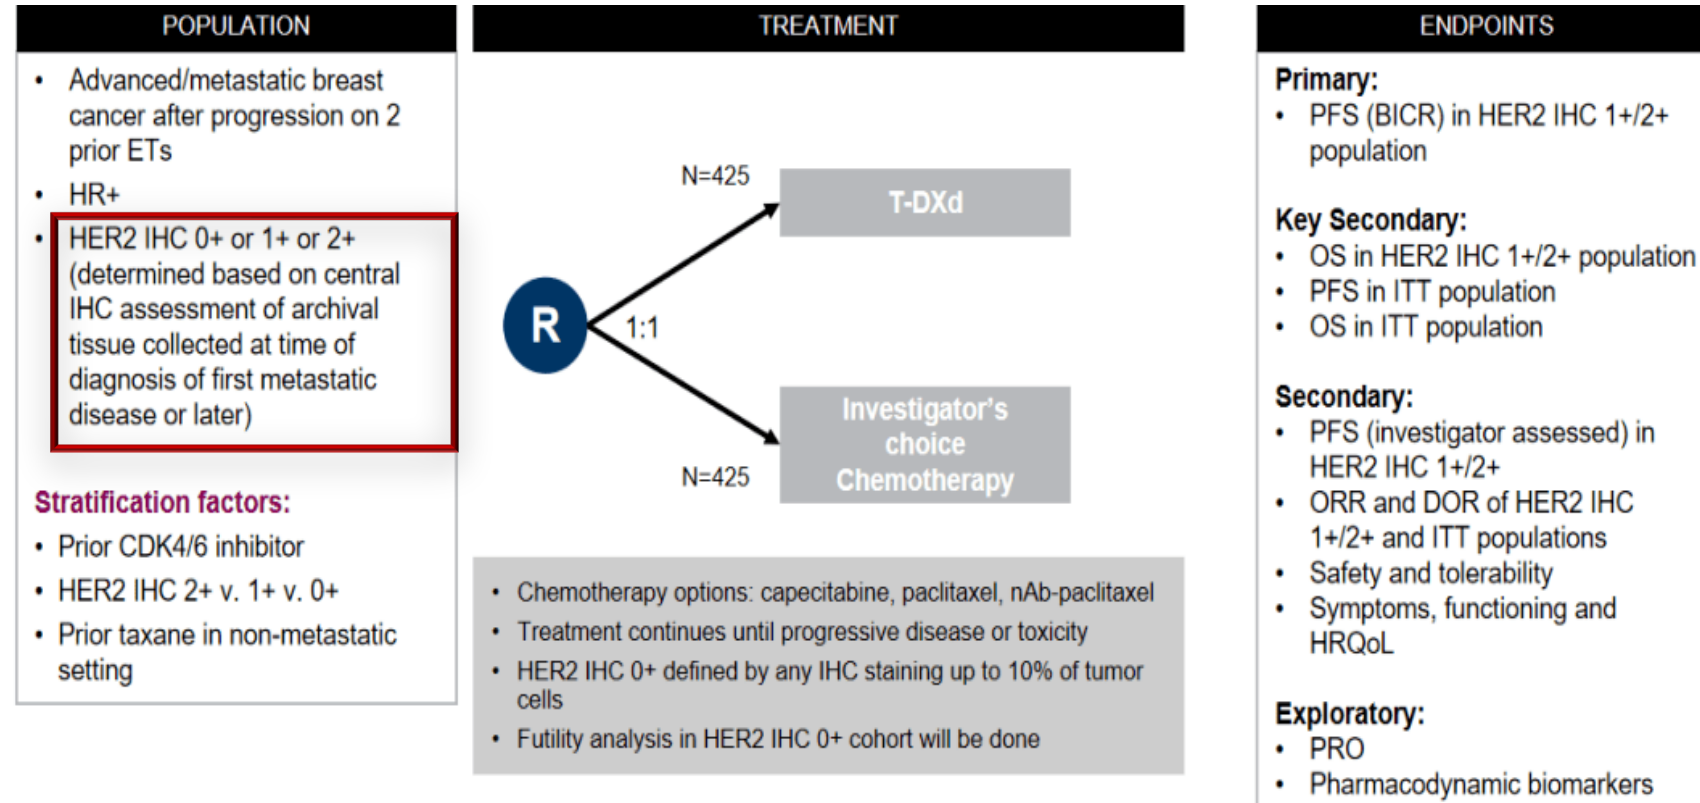 POPULATION
• Advanced/metastatic breast
cancer after progression on 2
prior ETs
• HR+
• HER2 IHC 0+ or 1+ or 2+
(determined based on central
IHC assessment of archival
tissue collected at time of
diagnosis of first metastatic
disease or later)
Stratification factors:
• Prior CDK4/6 inhibitor
• HER2 IHC 2+ v. 1+ v. 0+
• Prior taxane in non-metastatic
setting
TREATMENT
N=425
T-DXd
R
1:1
Investigator's
choice
Chemotherapy
N=425
• Chemotherapy options: capecitabine, paclitaxel, nAb-paclitaxel
• Treatment continues until progressive disease or toxicity
• HER2 IHC 0+ defined by any IHC staining up to 10% of tumor
cells
• Futility analysis in HER2 IHC 0+ cohort will be done
ENDPOINTS
Primary:
• PFS (BICR) in HER2 IHC 1+/2+
population
Key Secondary:
• OS in HER2 IHC 1+/2+ population
• PFS in ITT population
• OS in ITT population
Secondary:
• PFS (investigator assessed) in
HER2 IHC 1+/2+
• ORR and DOR of HER2 IHC
1+/2+ and ITT populations
• Safety and tolerability
• Symptoms, functioning and
HRQoL
Exploratory:
• PRO
• Pharmacodynamic biomarkers